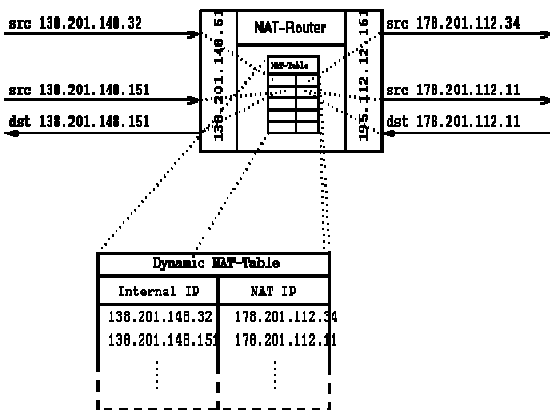 src 138.201.148.32
NAT-Router
src 178.201.112.34
138.201.148.61
195.112.12.161
NAT-Table
src 138.201.148.151
src 178.201.112.11
dst 138.201.148.151
dst 178.201.112.11
Dynamic NAT-Table
Internal IP NAT IP
138.201.148.32 178.201.112.34
138.201.148.151 178.201.112.11